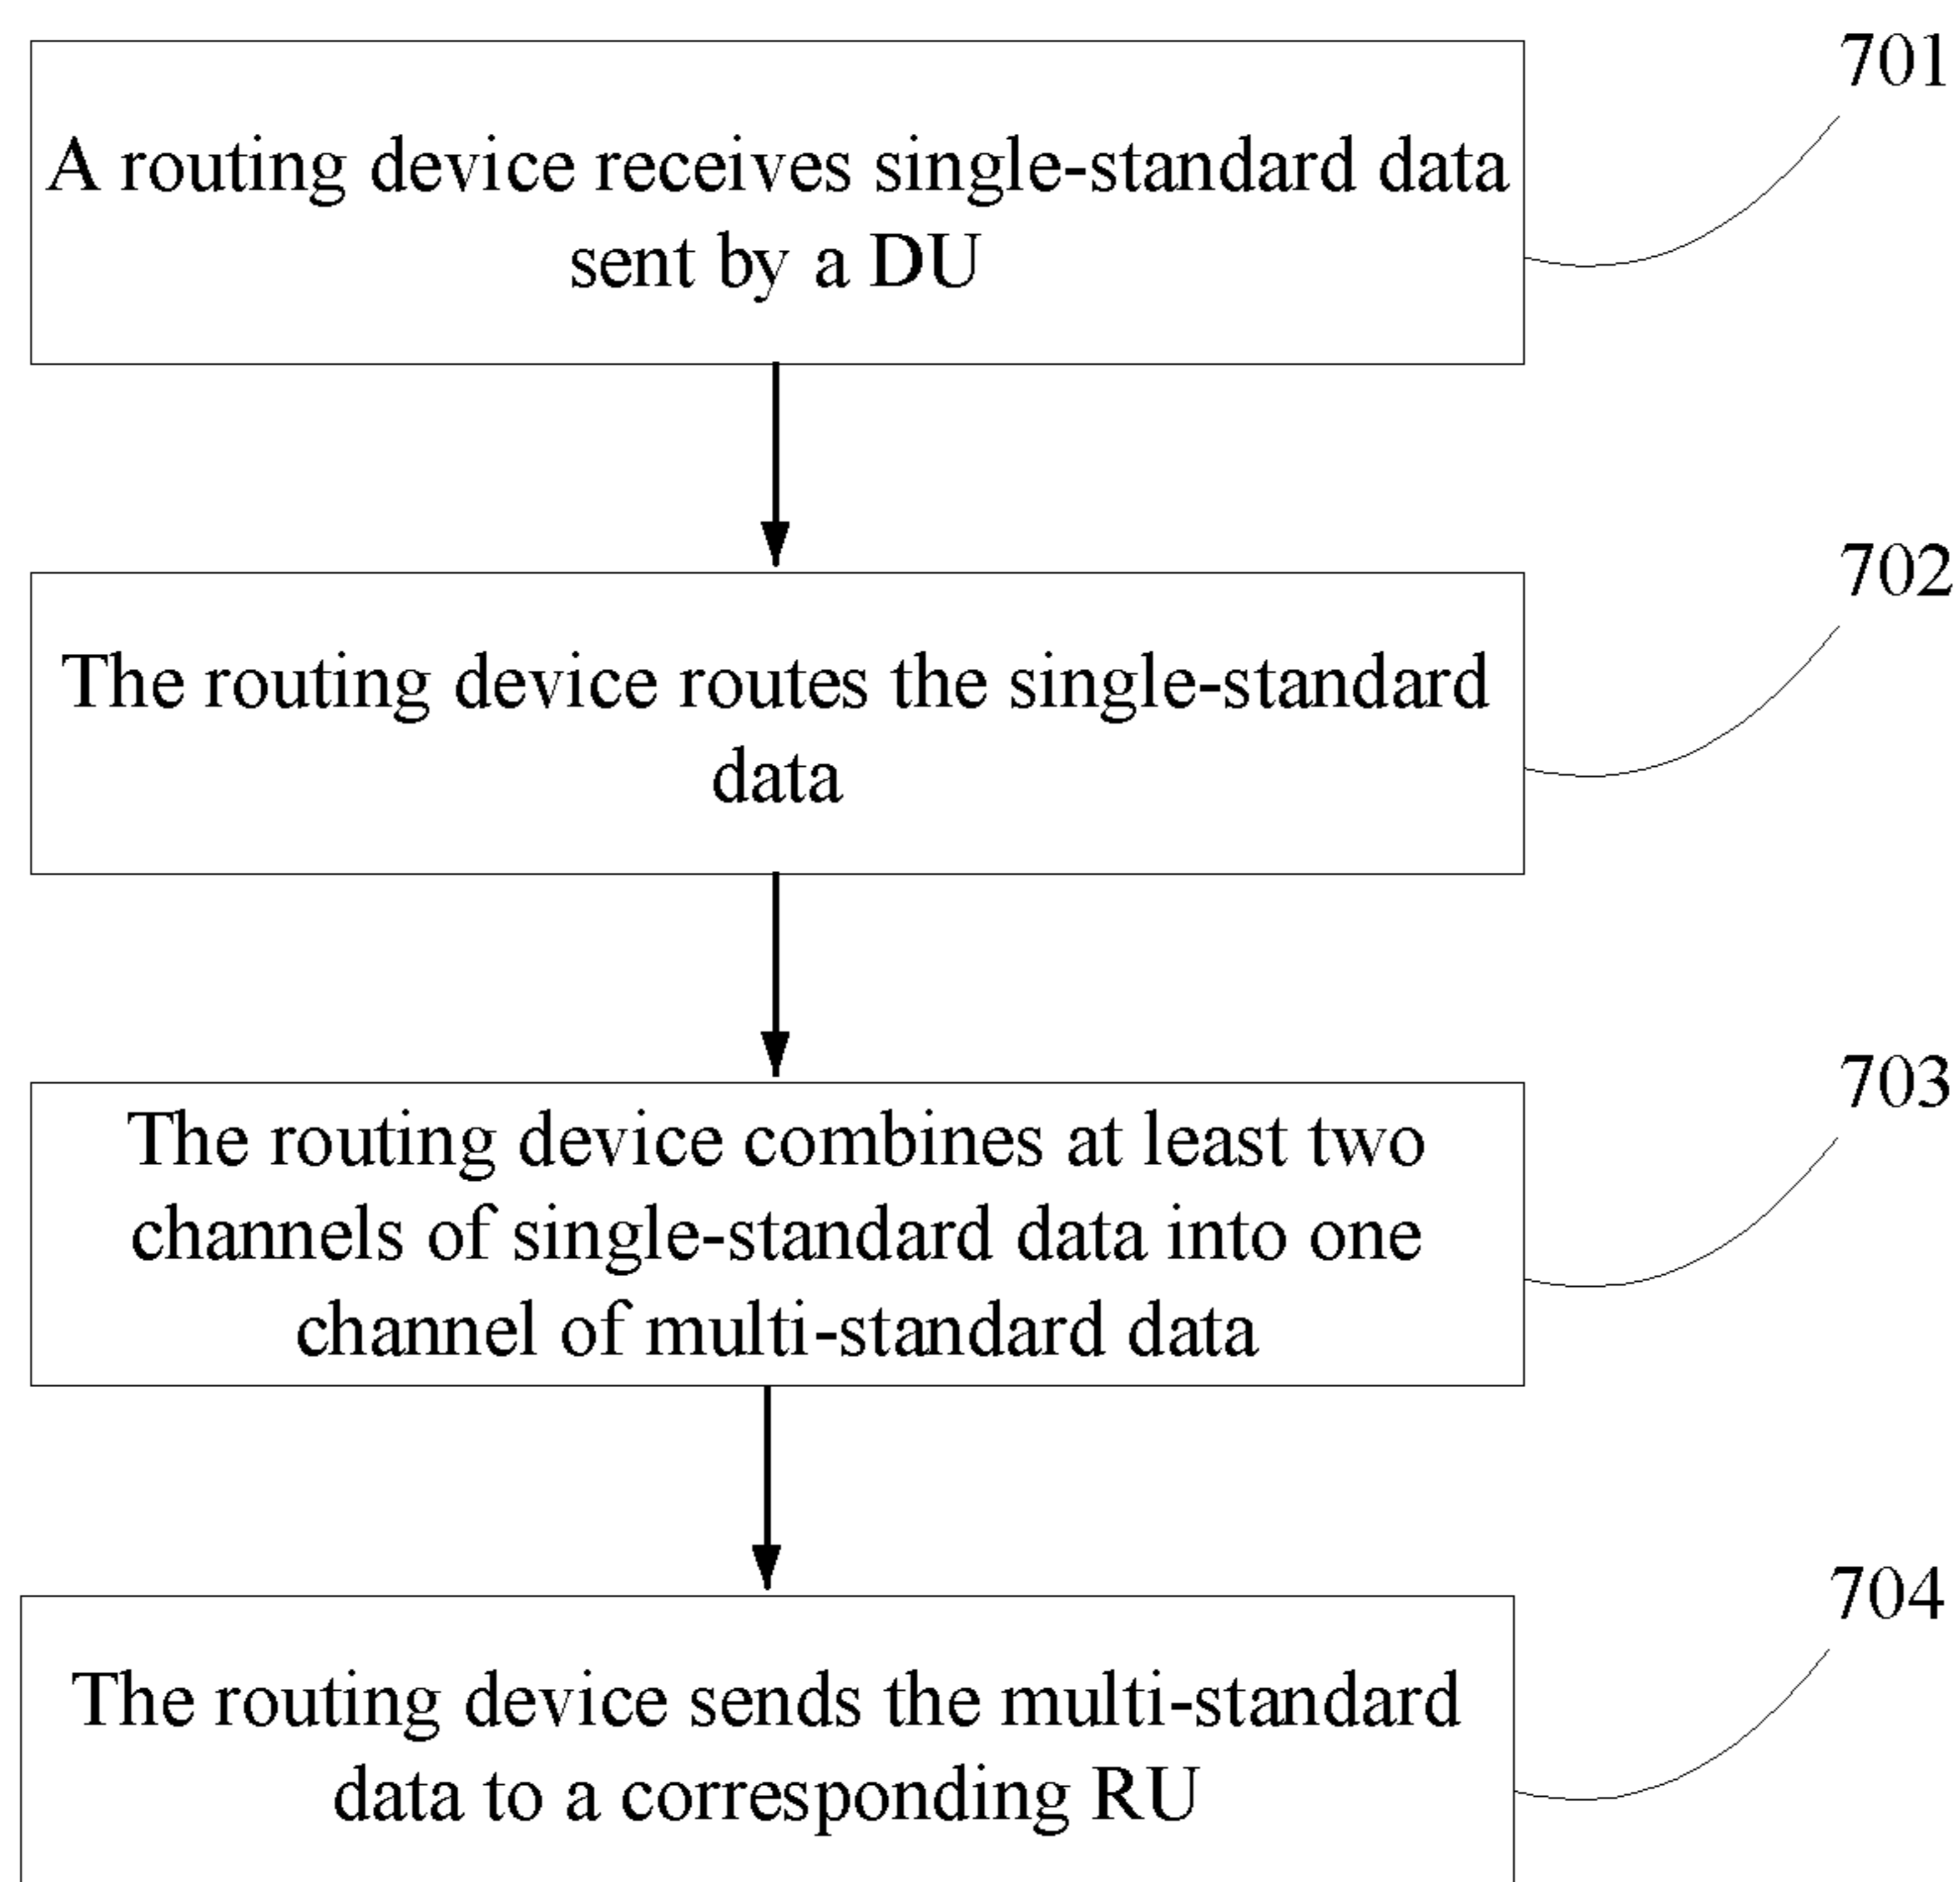 701
A routing device receives single-standard data
sent by a DU
702
The routing device routes the single-standard
data
703
The routing device combines at least two
channels of single-standard data into one
channel of multi-standard data
704
The routing device sends the multi-standard
data to a corresponding RU